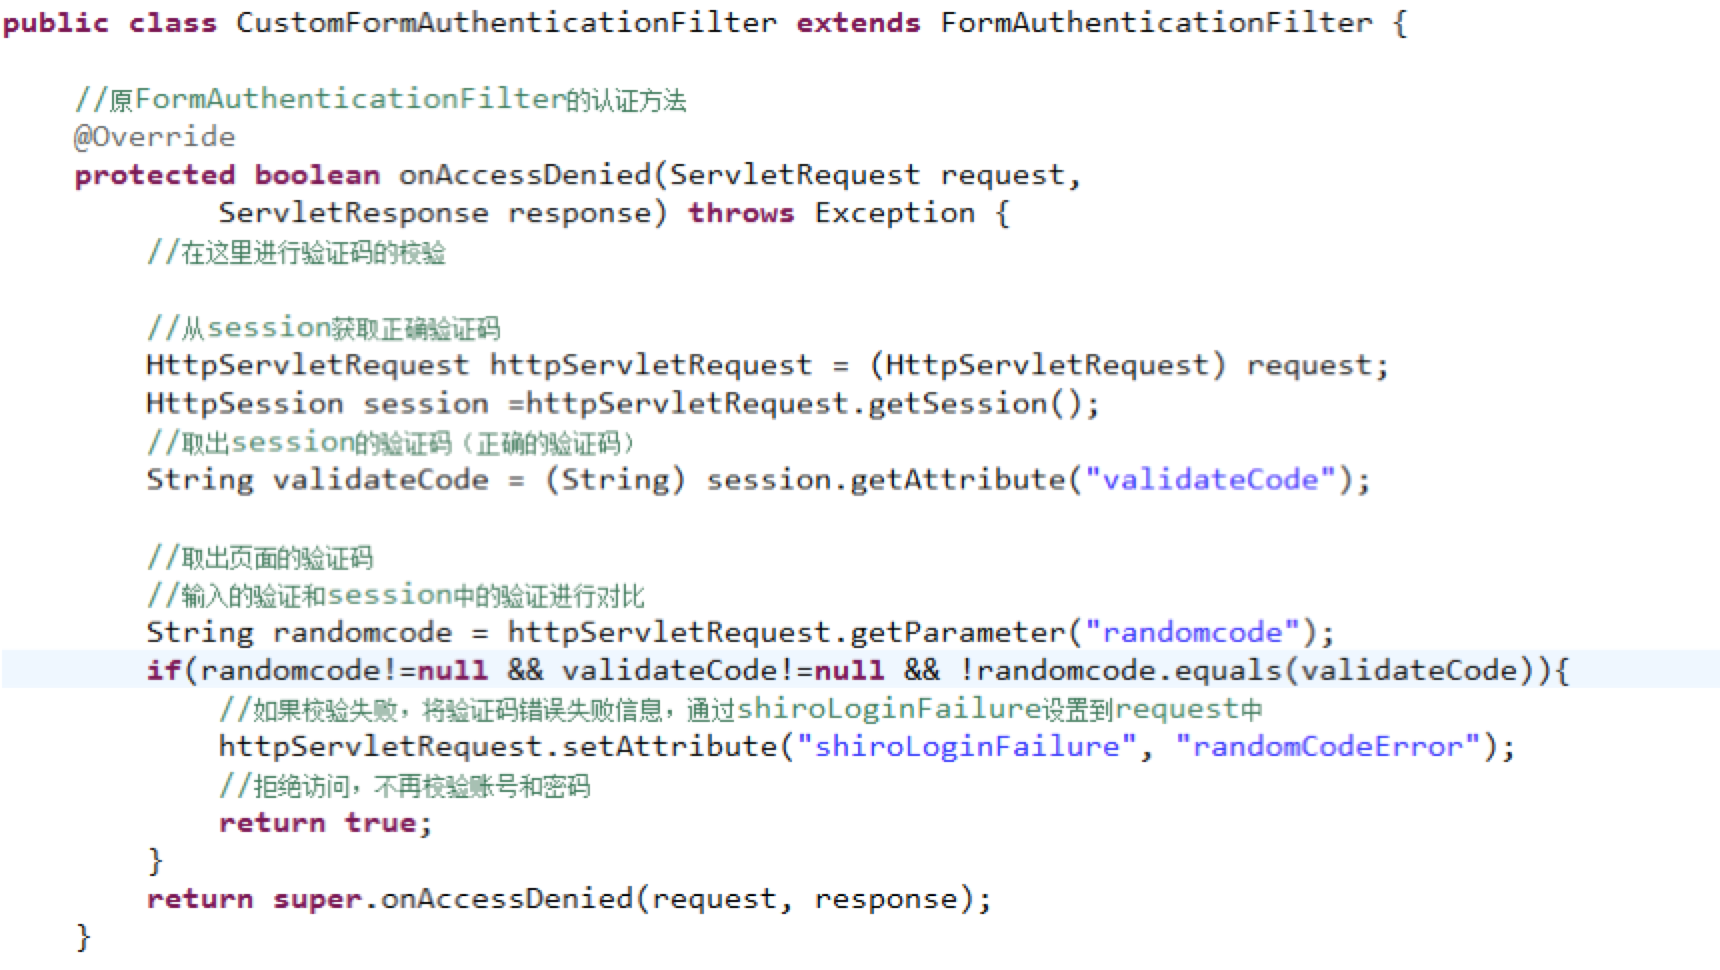 public class CustomFormAuthenticationFilter extends FormAuthenticationFilter {
//原FormAuthenticationFilter的认证方法
@Override
protected boolean onAccessDenied(ServletRequest request,
ServletResponse response) throws Exception {
//在这里进行验证码的校验
//从session获取正确验证码
HttpServletRequest httpServletRequest = (HttpServletRequest) request;
HttpSession session =httpServletRequest.getSession();
//取出session的验证码（正确的验证码）
String validateCode = (String) session.getAttribute("validateCode");
//取出页面的验证码
//输入的验证和session中的验证进行对比
String randomcode = httpServletRequest.getParameter("randomcode");
if(randomcode!=null && validateCode!=null && !randomcode.equals(validateCode)){
//如果校验失败，将验证码错误失败信息，通过shiroLoginFailure设置到request中
httpServletRequest.setAttribute("shiroLoginFailure", "randomCodeError");
//拒绝访问，不再校验账号和密码
return true;
}
return super.onAccessDenied(request, response);
}